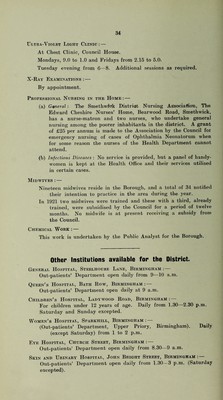 34
ULTRA-VIOLET LIGHT CLINIC:—
At Chest Clinic, Council House.
Mondays, 9.0 to 1.0 and Fridays from 2.15 to 5.0.
Tuesday evening from 6—8. Additional sessions as required.
X-RAY EXAMINATIONS:—
By appointment.
PROFESSIONAL NURSING IN THE HOME:—
(a) General: The Smethwick District Nursing Association, The
Edward Cheshire Nurses' Home, Bearwood Road, Smethwick,
has a nurse-matron and two nurses, who undertake general
nursing among the poorer inhabitants in the district. A grant
of £25 per annum is made to the Association by the Council for
emergency nursing of cases of Ophthalmia Neonatorum when
for some reason the nurses of the Health Department cannot
attend.
(b) Infectious Diseases: No service is provided, but a panel of handy-
women is kept at the Health Office and their services utilised
in certain cases.
MIDWIVES:—
Nineteen midwives reside in the Borough, and a total of 34 notified
their intention to practice in the area during the year.
In 1931 two midwives were trained and these with a third, already
trained, were subsidised by the Council for a period of twelve
months. No midwife is at present receiving a subsidy from
the Council.
CHEMICAL WORK:—
This work is undertaken by the Public Analyst for the Borough.
Other Institutions available for the District.
GENERAL HOSPITAL, STEELHOUSE LANE, BIRMINGHAM—
Out-patients' Department open daily from 9—10 a.m.
QUEEN'S HOSPITAL, BATH ROW, BIRMINGHAM—
Out-patients' Department open daily at 9 a.m.
CHILDREN'S HOSPITAL, LADYWOOD ROAD, BIRMINGHAM—
For children under 12 years of age. Daily from 1.30—2.30 p.m.
Saturday and Sunday excepted.
WOMEN'S HOSPITAL, SPARKHILL, BIRMINGHAM—
(Out-patients' Department, Upper Priory, Birmingham). Daily
(except Saturday) from 1 to 2 p.m.
EYE HOSPITAL, CHURCH STREET, BIRMINGHAM—
Out-patients' Department open daily from 8.30—9 a.m.
SKIN AND URINARY HOSPITAL, JOHN BRIGHT STREET, BIRMINGHAM—
Out-patients' Department open daily from 1.30—3 p.m. (Saturday
excepted).